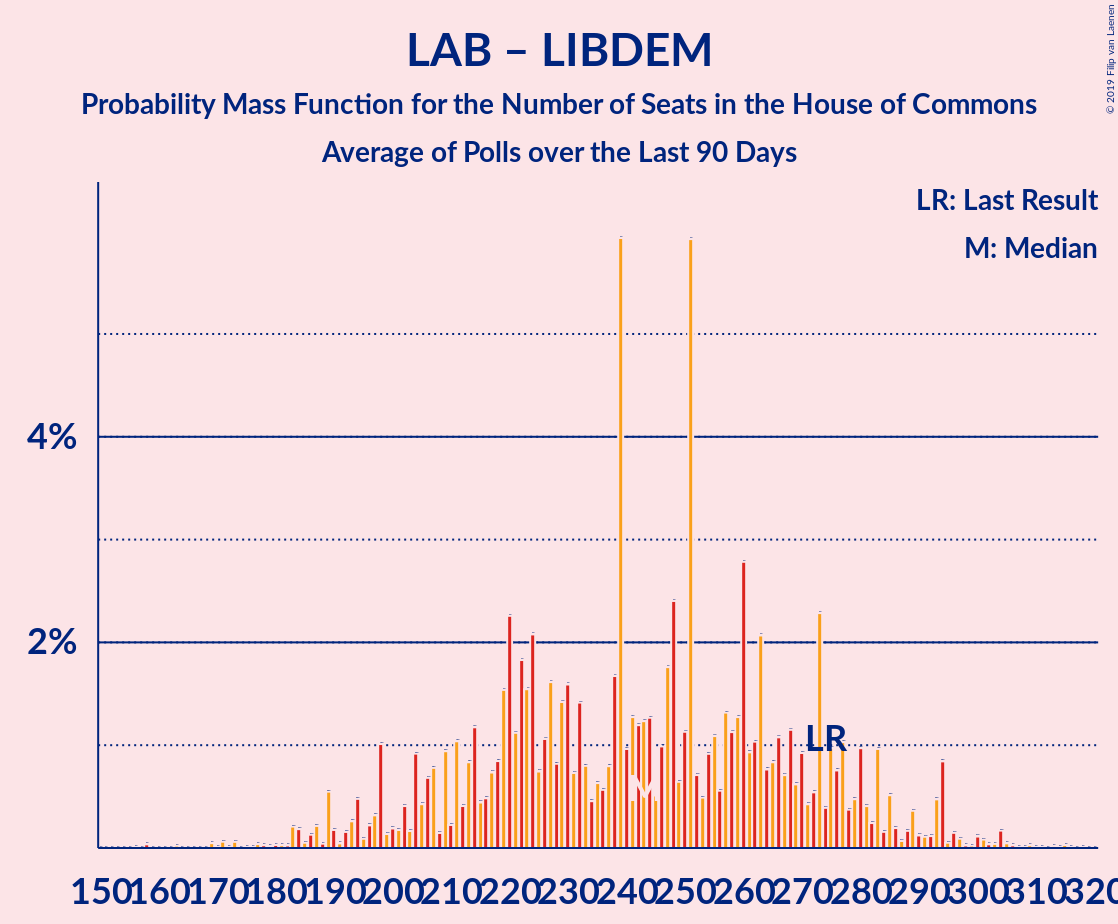 LAB – LIBDEM
Probability Mass Function for the Number of Seats in the House of Commons
Average of Polls over the Last 90 Days
© 2019 Filip van Laenen
LR: Last Result
M: Median
4%
2%
LR
M
150 160 170 180 190 200 210 220 230 240 250 260 270 280 290 300 310 320